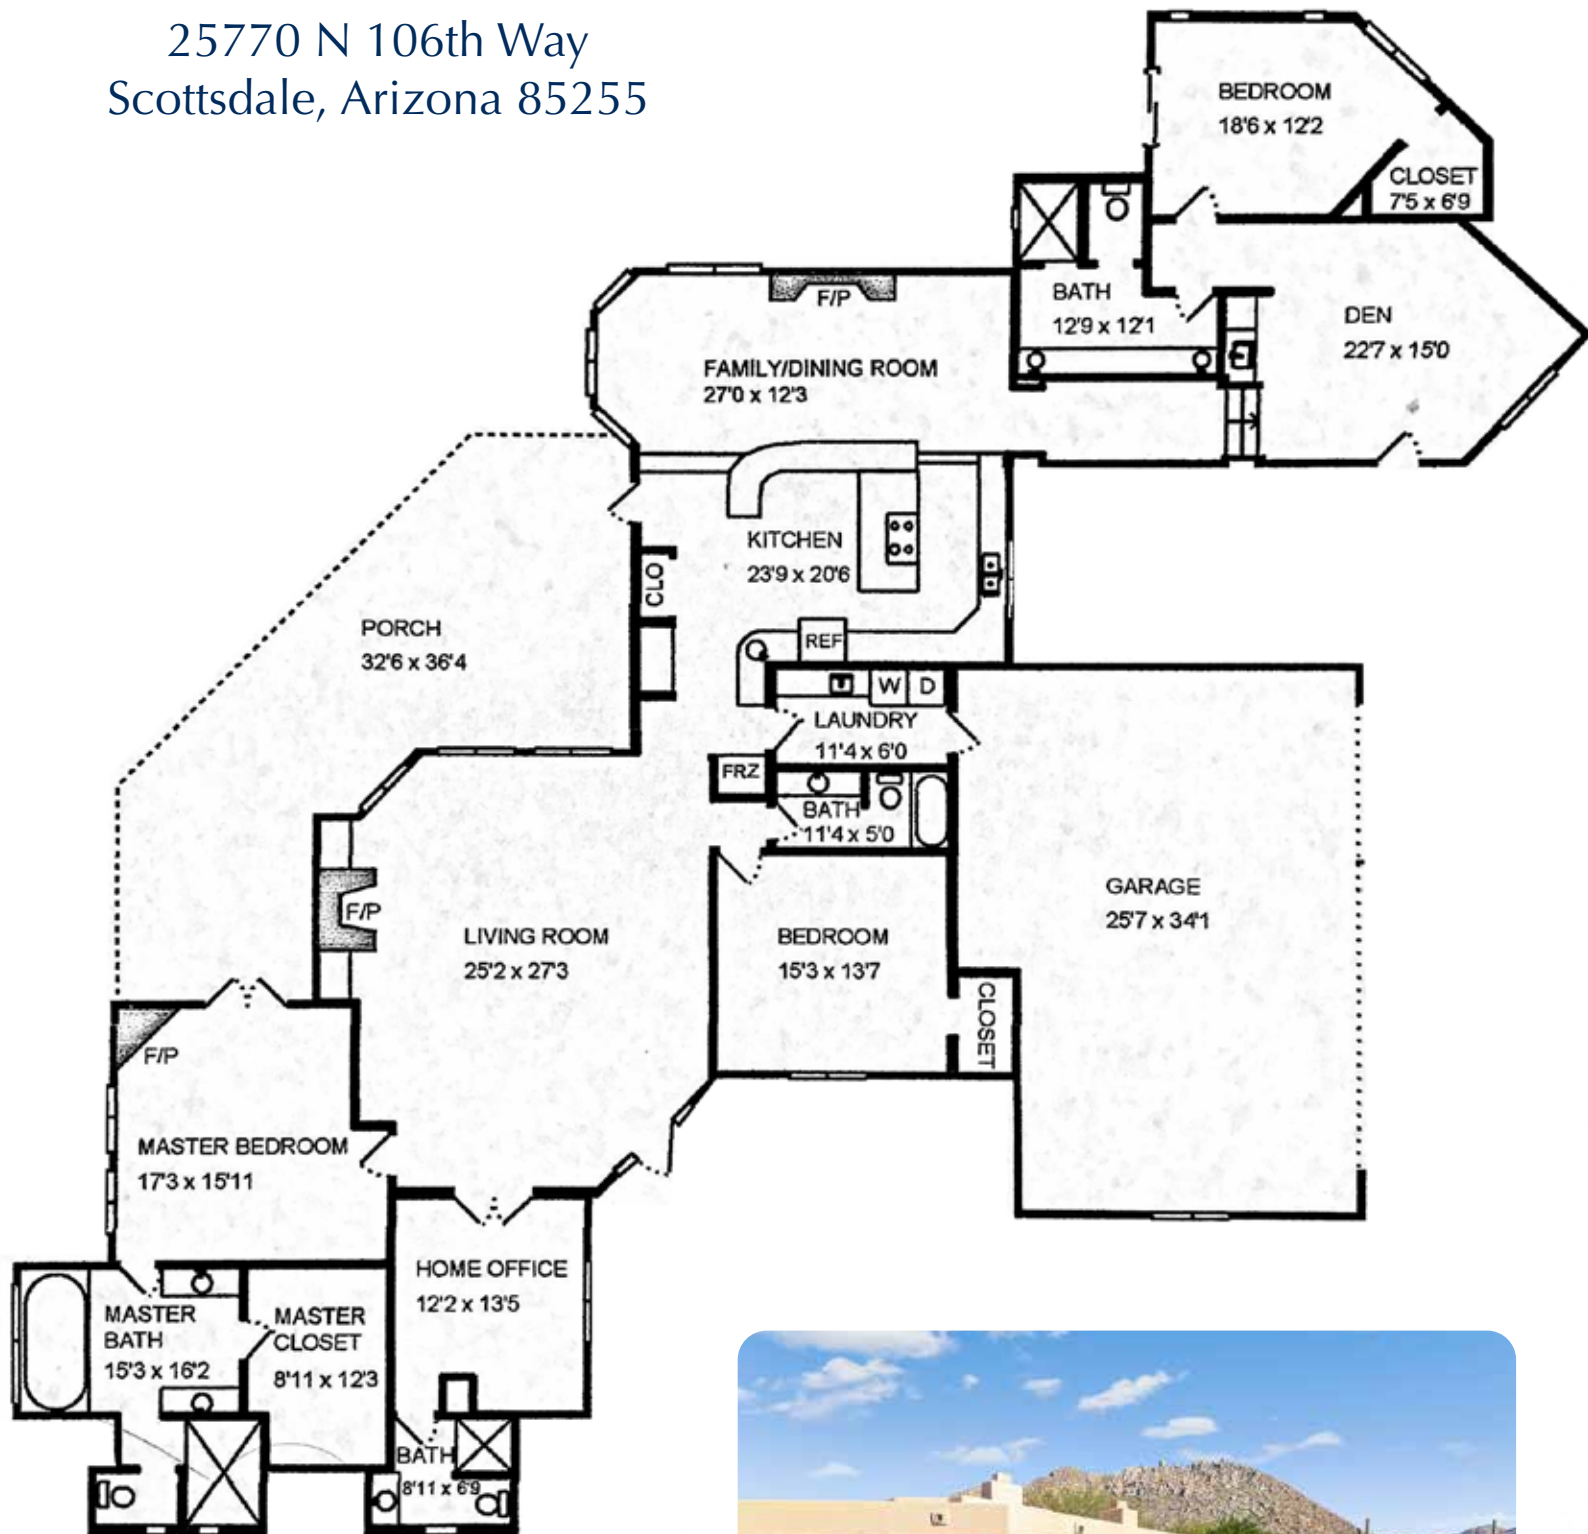 25770 N 106th Way
Scottsdale, Arizona 85255
BEDROOM
18'6 x 12'2
CLOSET
7'5 x 6'9
BATH
12'9 x 12'1
DEN
22'7 x 15'0
F/P
FAMILY/DINING ROOM
27'0 x 12'3
KITCHEN
23'9 x 20'6
CLO
REF
PORCH
32'6 x 36'4
W
D
LAUNDRY
11'4 x 6'0
FRZ
BATH
11'4 x 5'0
GARAGE
25'7 x 34'1
F/P
LIVING ROOM
25'2 x 27'3
BEDROOM
15'3 x 13'7
CLOSET
F/P
MASTER BEDROOM
17'3 x 15'11
HOME OFFICE
12'2 x 13'5
MASTER
BATH
15'3 x 16'2
MASTER
CLOSET
8'11 x 12'3
BATH
8'11 x 6'9